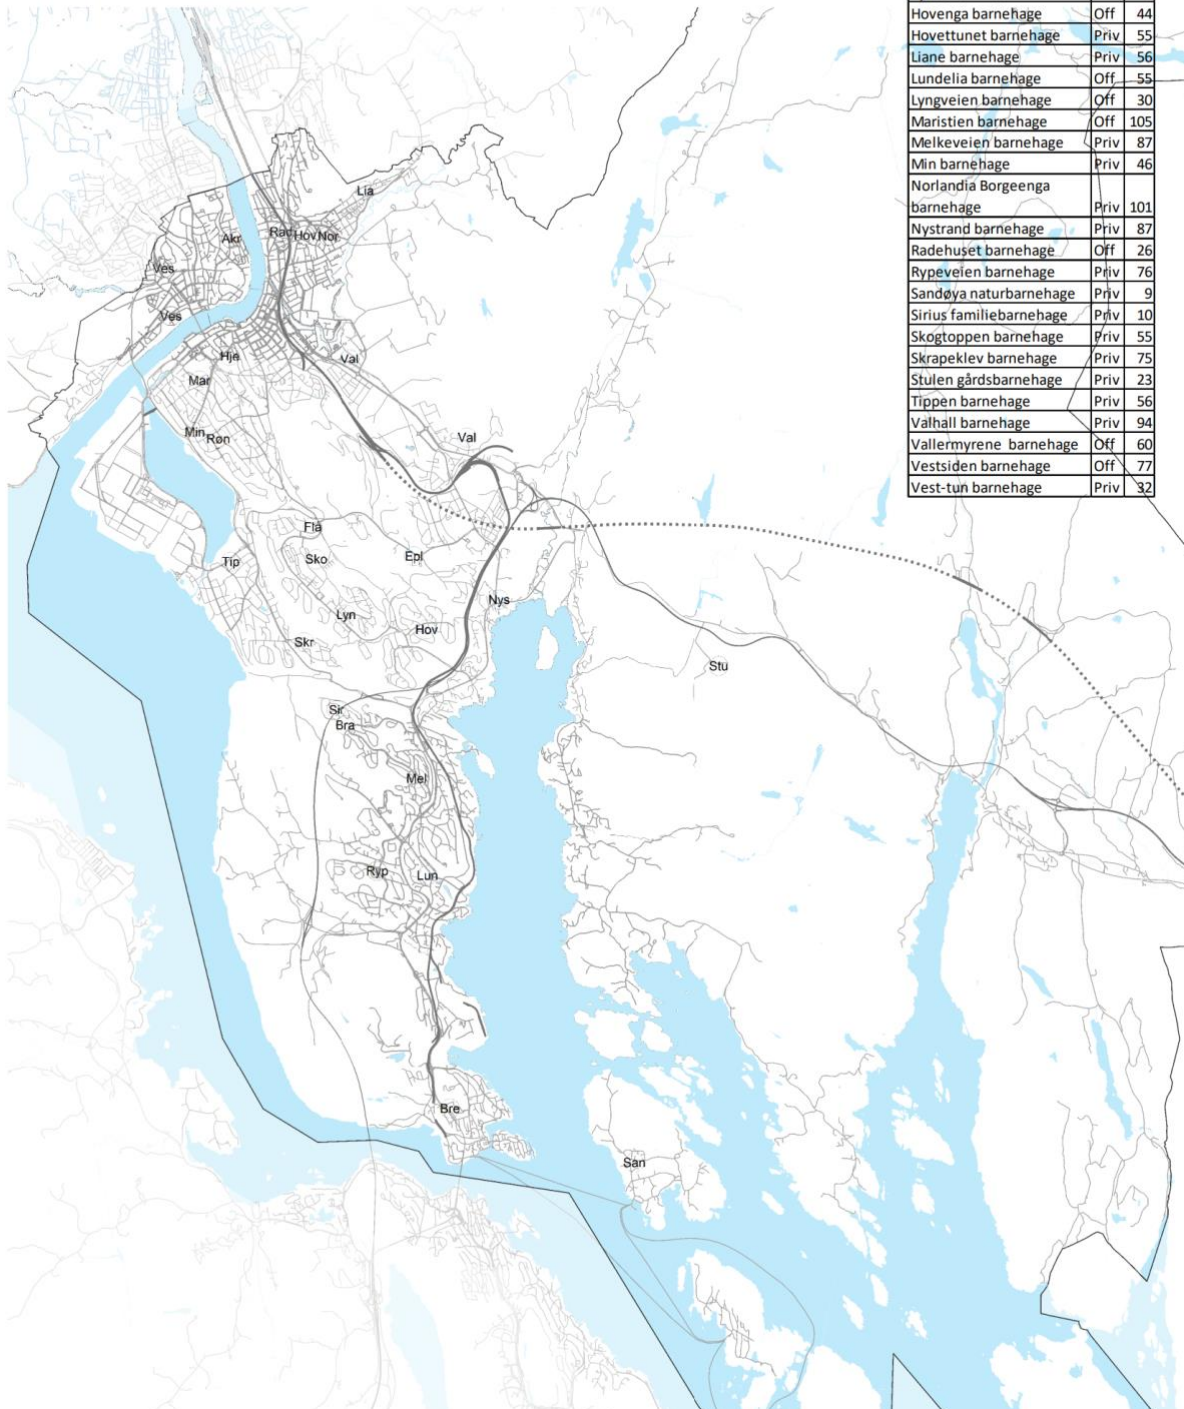 Hovenga barnehage Off 44
Hovettunet barnehage Priv 55
Liane barnehage Priv 56
Lundelia barnehage Off 55
Lyngveien barnehage Off 30
Maristien barnehage Off 105
Melkeveien barnehage Priv 87
Min barnehage Priv 46
Norlandia Borgeenga
barnehage Priv 101
Nystrand barnehage Priv 87
Radehuset barnehage Off 26
Rypeveien barnehage Priv 76
Sandøya naturbarnehage Priv 9
Sirius familiebarnehage Priv 10
Skogtoppen barnehage Priv 55
Skrapeklev barnehage Priv 75
Stulen gårdsbarnehage Priv 23
Tippen barnehage Priv 56
Valhall barnehage Priv 94
Vallermyrene barnehage Off 60
Vestsiden barnehage Off 77
Vest-tun barnehage Priv 32
Lia
Akr
Rad
Hov
Nor
Ves
Ves
Hje
Val
Mar
Min
Røn
Val
Fla
Sko
Epl
Tip
Nys
Lyn
Hov
Skr
Stu
Sir
Bra
Mel
Ryp
Lun
Bre
San